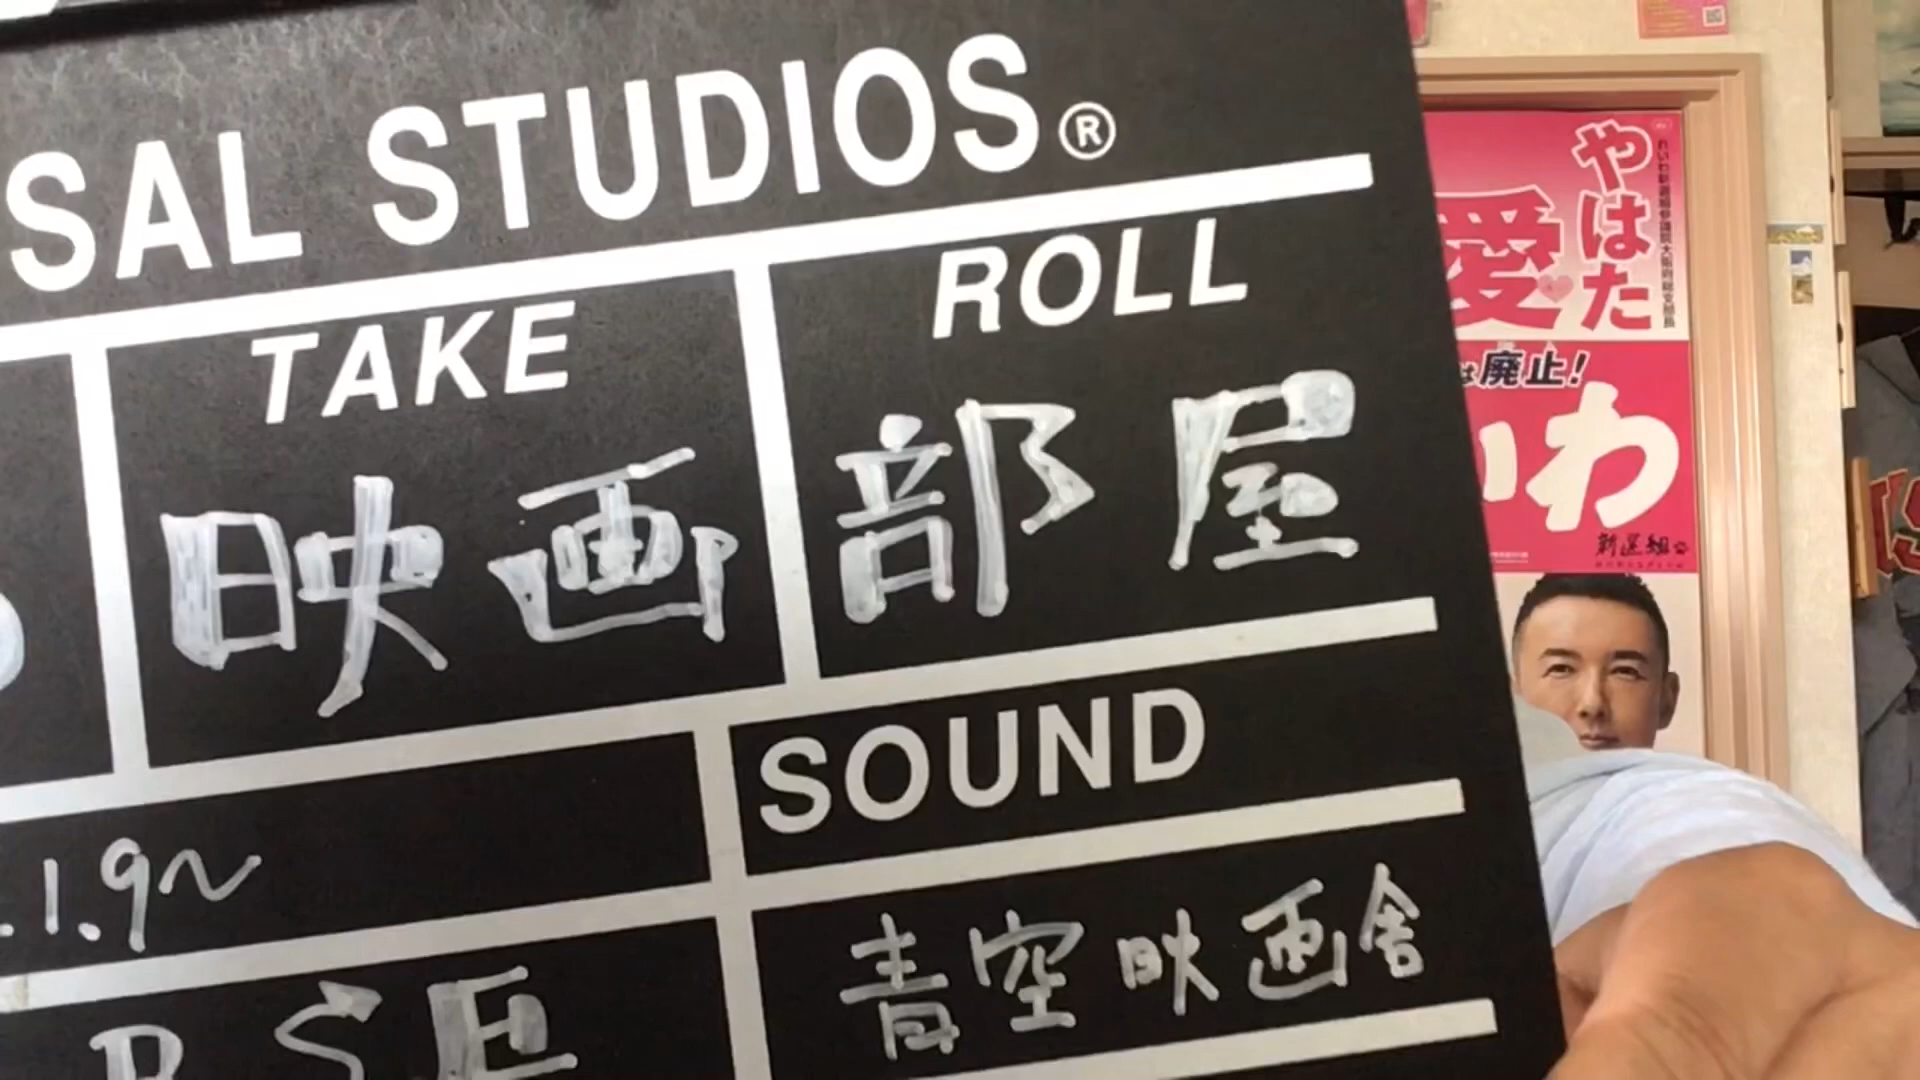 SAL STUDIOS®
TAKE
ROLL
映画
部屋
SOUND
.1.9~
青空映画舎
やはた
愛
は廃止!
いわ
新選組